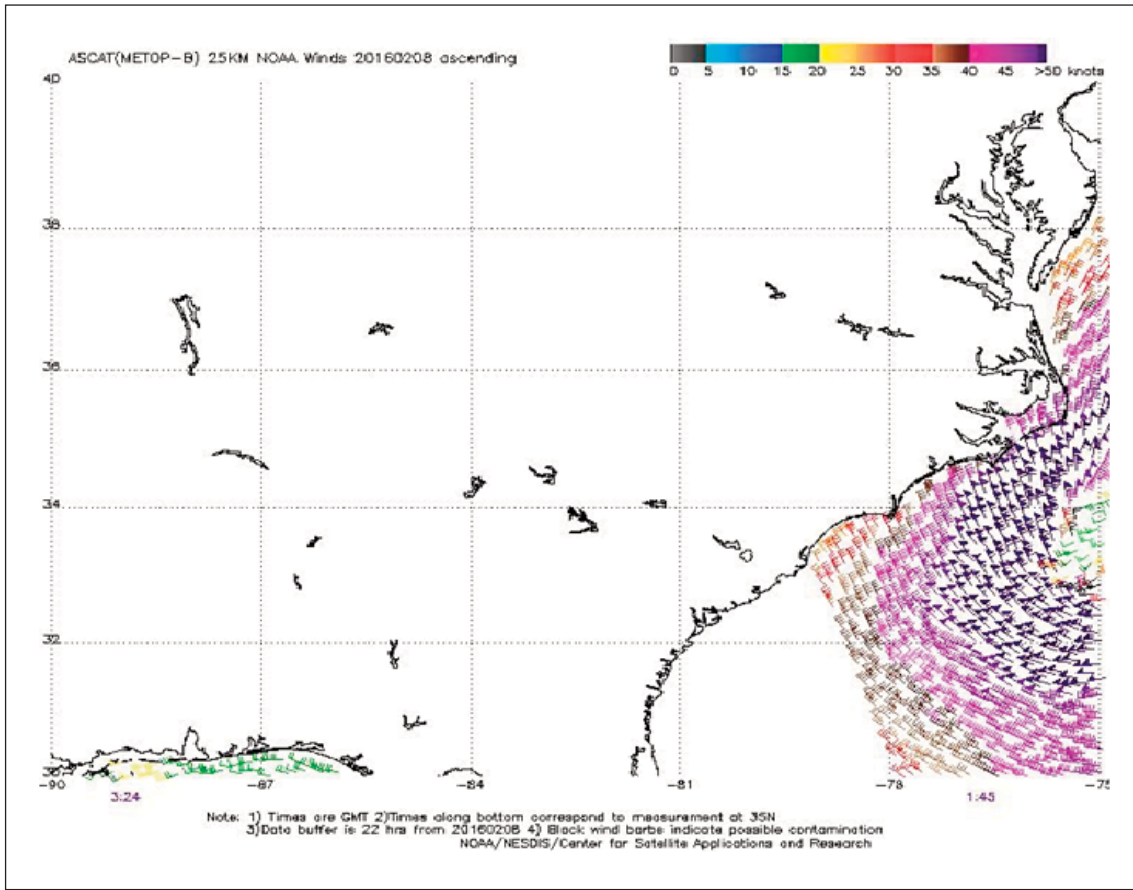 ASCAT(METOP-B) 25KM NOAA Winds 20160208 ascending
0 5 10 15 20 25 30 35 40 45 >50 knots
40
38
36
34
32
30
-90 -87 -84 -81 -78 -75
3:24 1:45
Note: 1) Times are GMT 2)Times along bottom correspond to measurement at 35N
3)Data buffer is 22 hrs from 20160208 4) Black wind barbs indicate possible contamination
NOAA/NESDIS/Center for Satellite Applications and Research